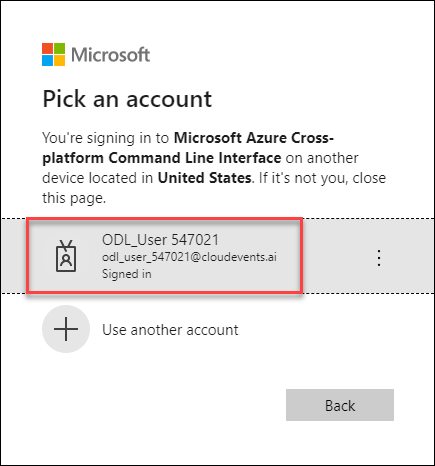 Microsoft
Pick an account
You're signing in to Microsoft Azure Cross-
platform Command Line Interface on another
device located in United States. If it's not you, close
this page.
ODL_User 547021
odl_user_547021@cloudevents.ai
Signed in
Use another account
Back